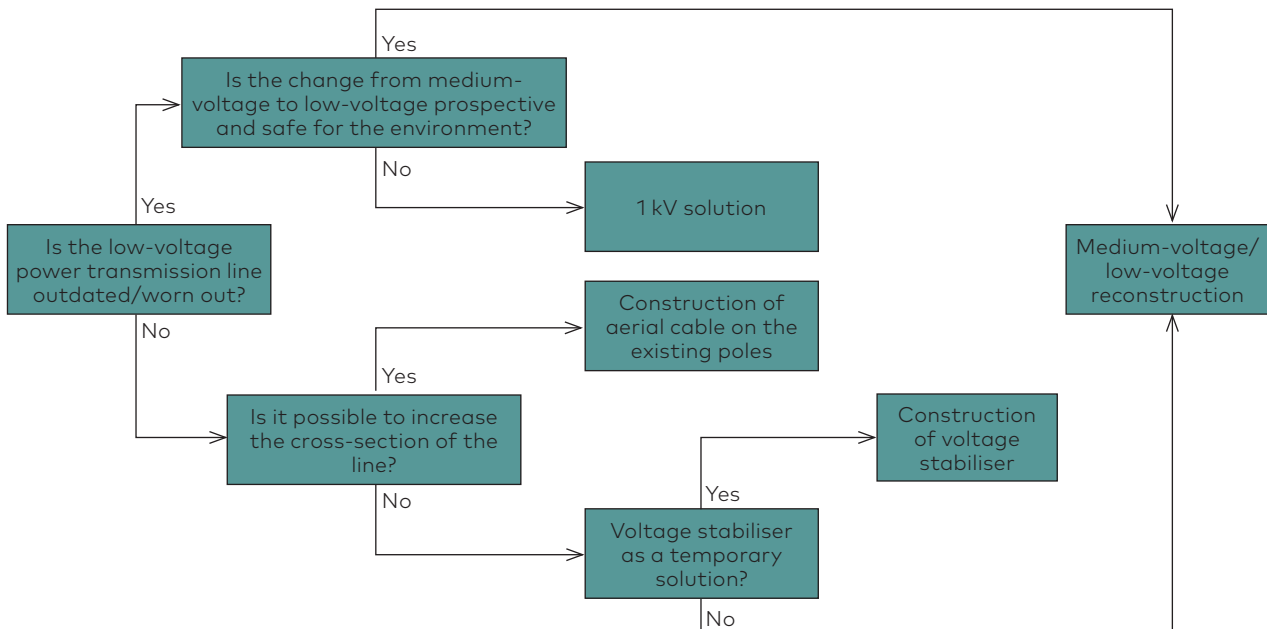 Yes
Is the change from medium-
voltage to low-voltage prospective
and safe for the environment?
No
1 kV solution
Yes
Is the low-voltage
power transmission line
outdated/worn out?
No
Medium-voltage/
low-voltage
reconstruction
Construction of
aerial cable on the
existing poles
Yes
Is it possible to increase
the cross-section of the
line?
No
Construction
of voltage
stabiliser
Yes
Voltage stabiliser
as a temporary
solution?
No